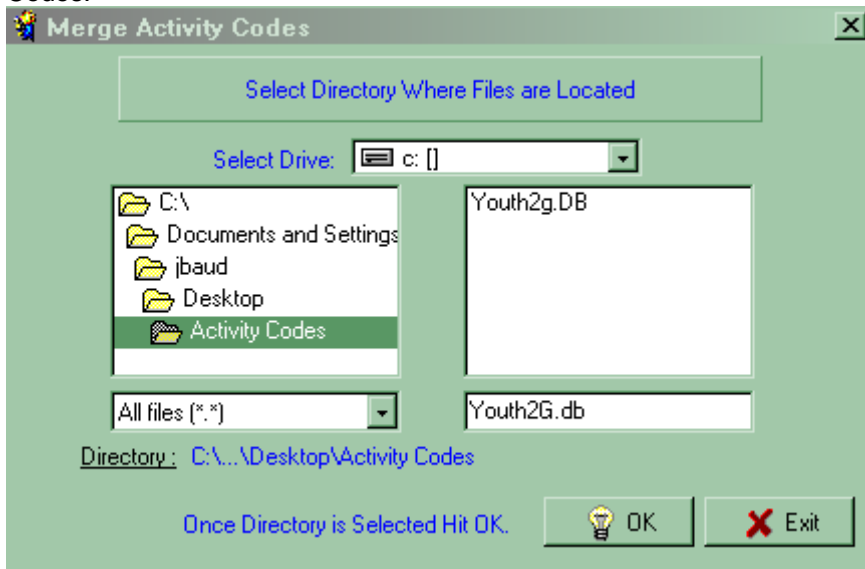 Merge Activity Codes
Select Directory Where Files are Located
Select Drive: c: []
C:\
Documents and Settings
jbaud
Desktop
Activity Codes
Youth2g.DB
All files (*.*)
Youth2G.db
Directory : C:\...\Desktop\Activity Codes
Once Directory is Selected Hit OK.
OK
Exit